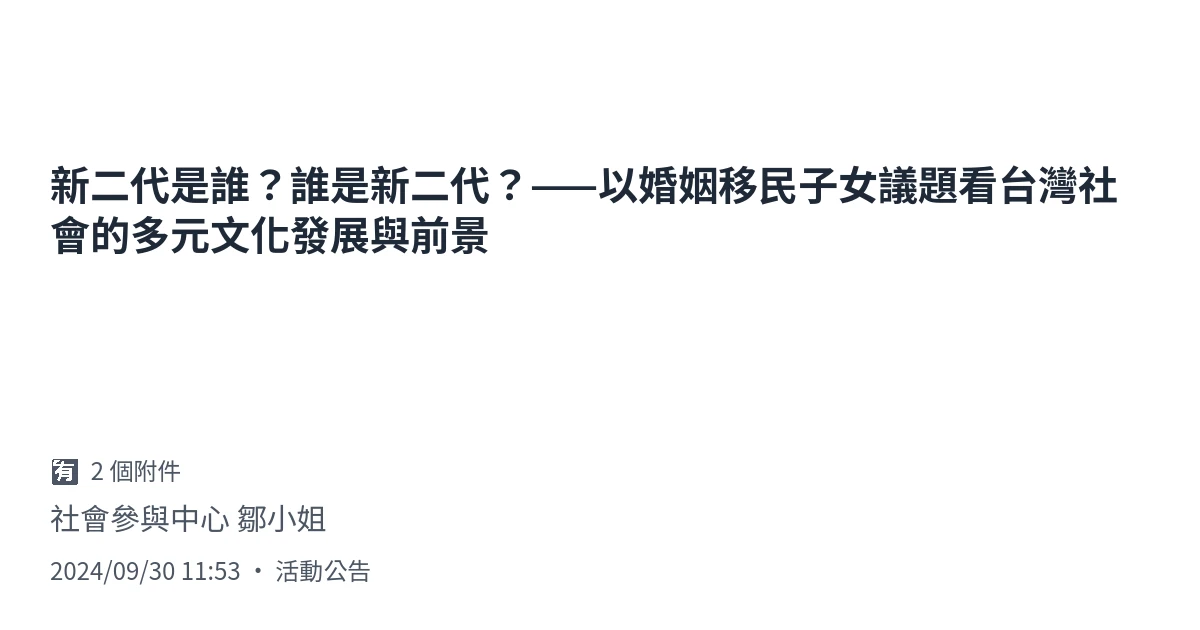 新二代是誰？誰是新二代？——以婚姻移民子女議題看台灣社
會的多元文化發展與前景
🈶 2 個附件
社會參與中心 鄒小姐
2024/09/30 11:53 ・ 活動公告